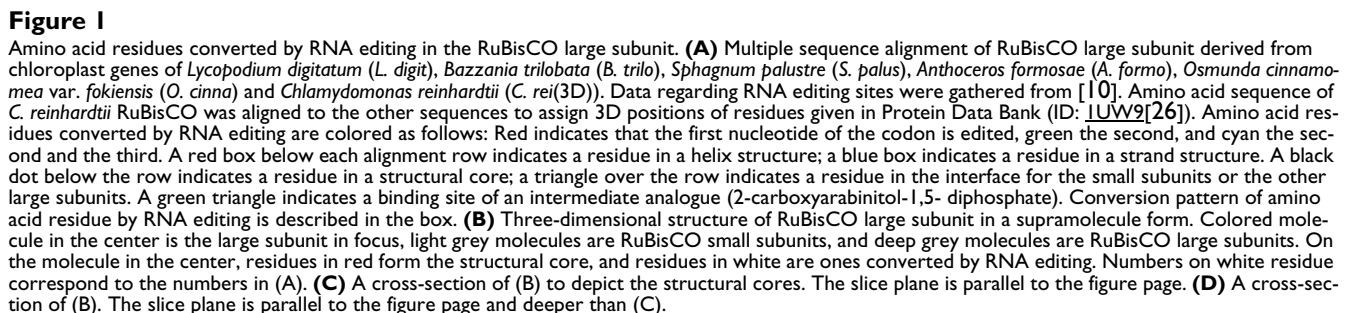 Figure 1
Amino acid residues converted by RNA editing in the RuBisCO large subunit. (A) Multiple sequence alignment of RuBisCO large subunit derived from
chloroplast genes of Lycopodium digitatum (L. digit), Bazzania trilobata (B. trilo), Sphagnum palustre (S. palus), Anthoceros formosae (A. formo), Osmunda cinnamo-
mea var. fokiensis (O. cinna) and Chlamydomonas reinhardtii (C. rei(3D)). Data regarding RNA editing sites were gathered from [10]. Amino acid sequence of
C. reinhardtii RuBisCO was aligned to the other sequences to assign 3D positions of residues given in Protein Data Bank (ID: 1UW9[26]). Amino acid res-
idues converted by RNA editing are colored as follows: Red indicates that the first nucleotide of the codon is edited, green the second, and cyan the sec-
ond and the third. A red box below each alignment row indicates a residue in a helix structure; a blue box indicates a residue in a strand structure. A black
dot below the row indicates a residue in a structural core; a triangle over the row indicates a residue in the interface for the small subunits or the other
large subunits. A green triangle indicates a binding site of an intermediate analogue (2-carboxyarabinitol-1,5- diphosphate). Conversion pattern of amino
acid residue by RNA editing is described in the box. (B) Three-dimensional structure of RuBisCO large subunit in a supramolecule form. Colored mole-
cule in the center is the large subunit in focus, light grey molecules are RuBisCO small subunits, and deep grey molecules are RuBisCO large subunits. On
the molecule in the center, residues in red form the structural core, and residues in white are ones converted by RNA editing. Numbers on white residue
correspond to the numbers in (A). (C) A cross-section of (B) to depict the structural cores. The slice plane is parallel to the figure page. (D) A cross-sec-
tion of (B). The slice plane is parallel to the figure page and deeper than (C).